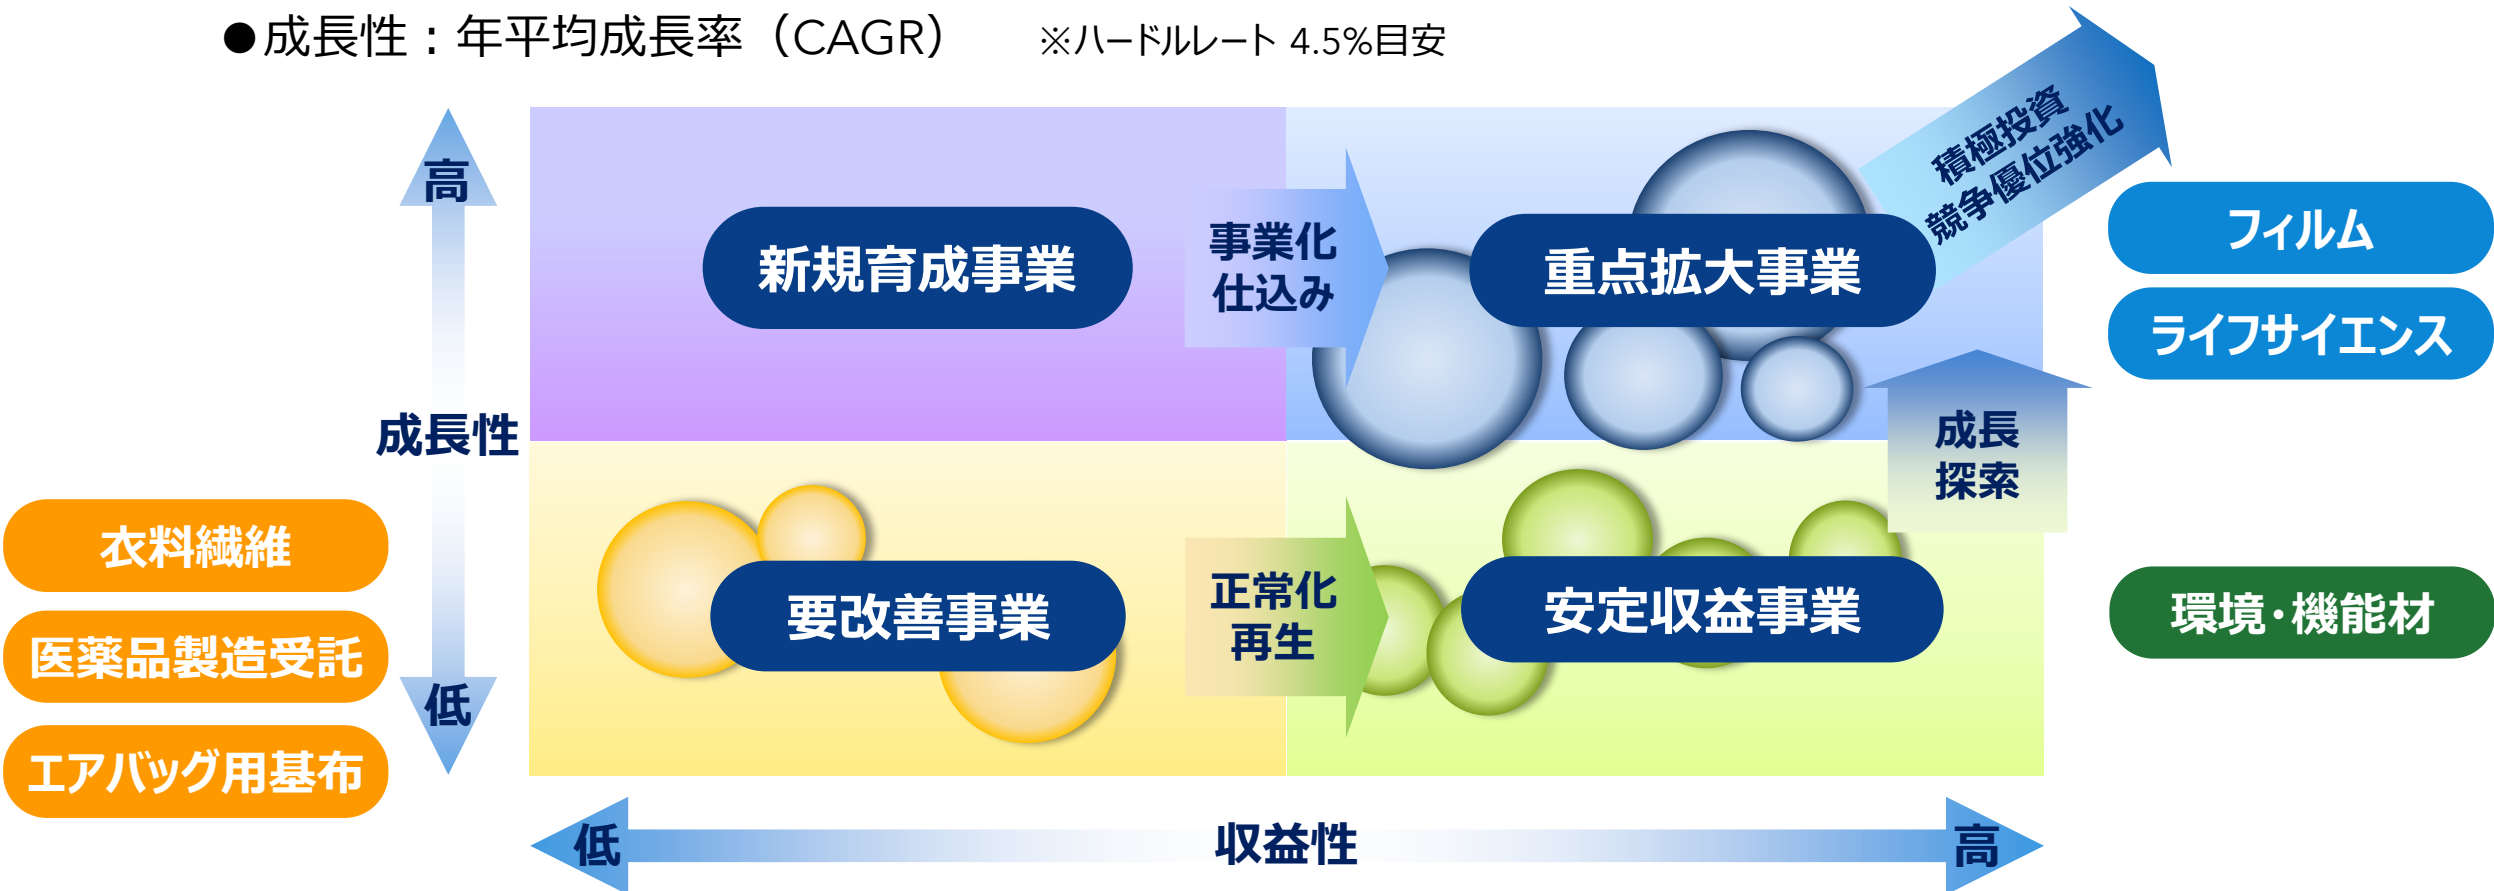 ●成長性：年平均成長率（CAGR）
※ハードルレート 4.5%目安
積極投資
競争優位強化
高
成長性
低
新規育成事業
事業化
仕込み
重点拡大事業
フィルム
ライフサイエンス
成長
探索
要改善事業
正常化
再生
安定収益事業
環境・機能材
衣料繊維
医薬品製造受託
エアバッグ用基布
低
収益性
高